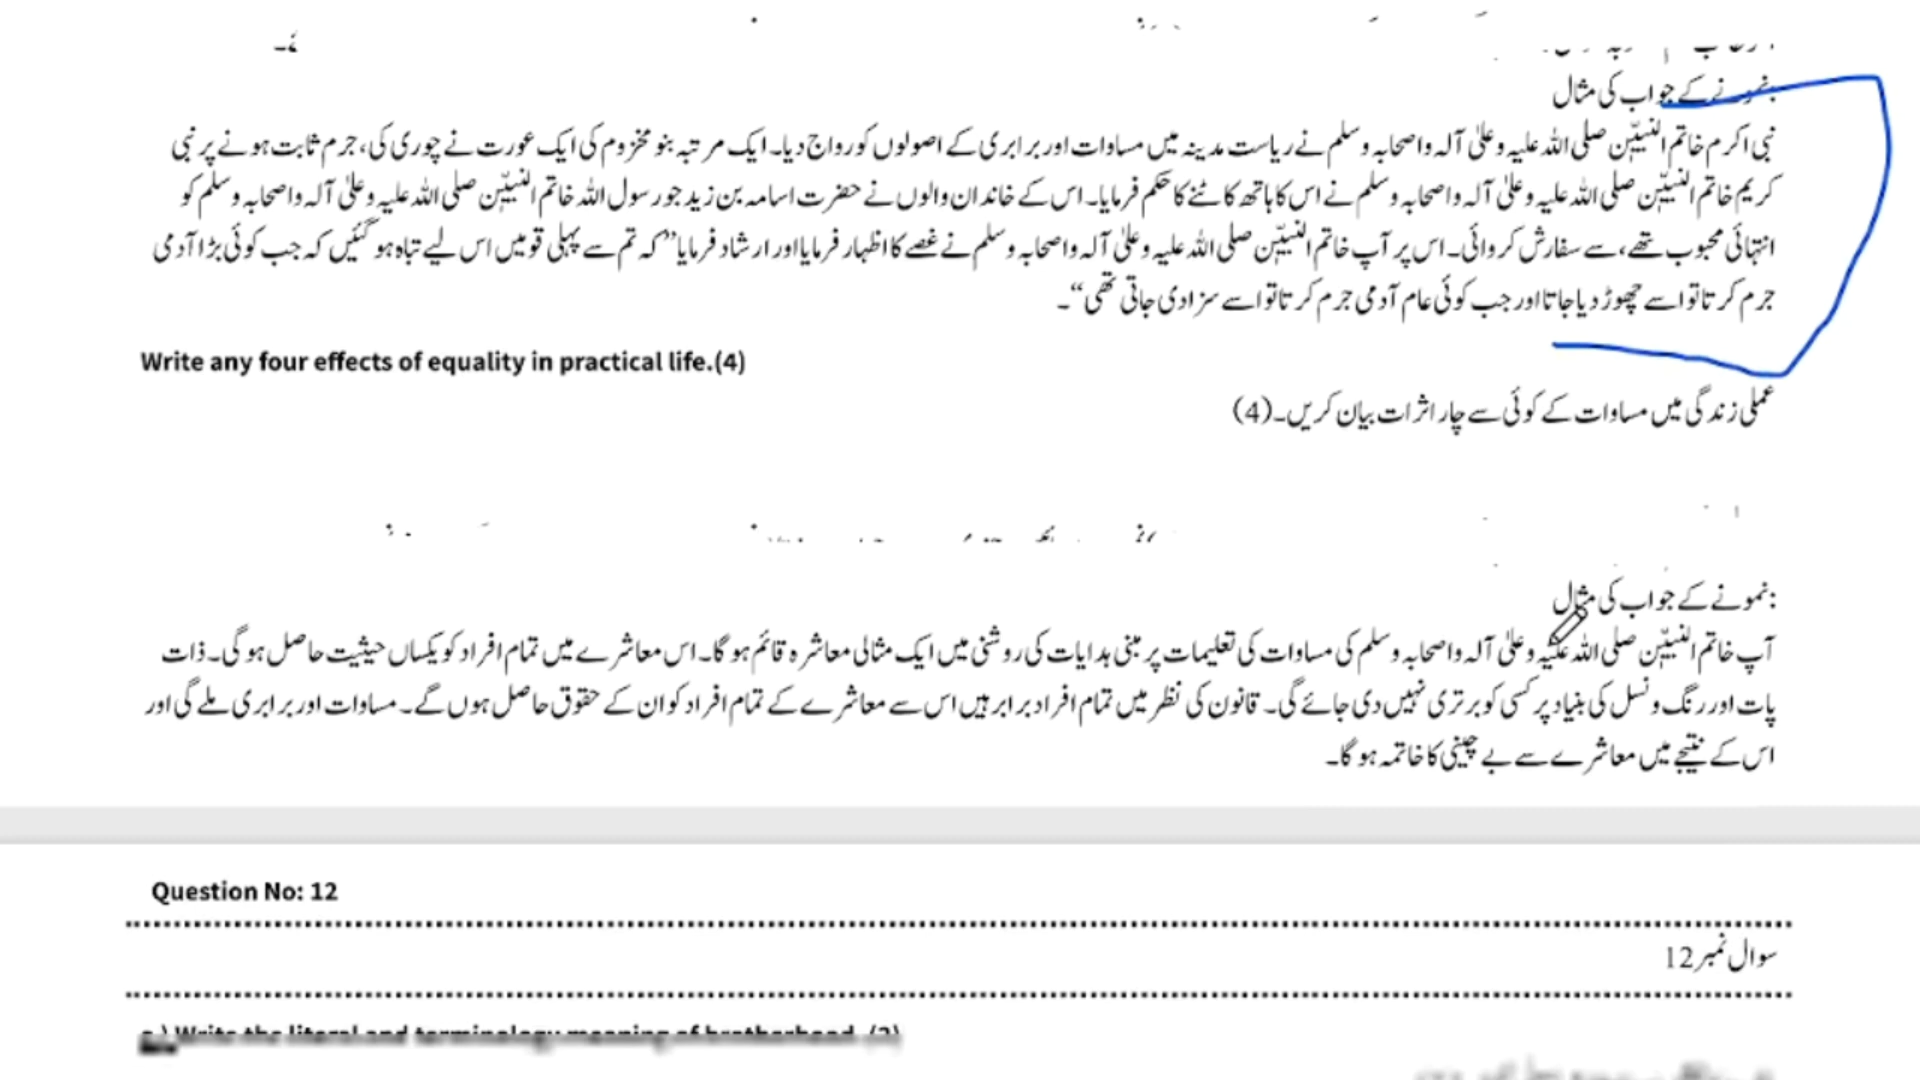 نمونے کے جواب کی مثال:
نبی اکرم خاتم النبیّین صلی اللہ علیہ وعلیٰ آلہ واصحابہ وسلم نے ریاست مدینہ میں مساوات اور برابری کے اصولوں کو رواج دیا۔ ایک مرتبہ بنو مخزوم کی ایک عورت نے چوری کی، جرم ثابت ہونے پر نبی
کریم خاتم النبیّین صلی اللہ علیہ وعلیٰ آلہ واصحابہ وسلم نے اس کا ہاتھ کاٹنے کا حکم فرمایا۔ اس کے خاندان والوں نے حضرت اسامہ بن زید جو رسول اللہ خاتم النبیّین صلی اللہ علیہ وعلیٰ آلہ واصحابہ وسلم کو
انتہائی محبوب تھے، سے سفارش کروائی۔ اس پر آپ خاتم النبیّین صلی اللہ علیہ وعلیٰ آلہ واصحابہ وسلم نے غصے کا اظہار فرمایا اور ارشاد فرمایا ”کہ تم سے پہلی قومیں اس لیے تباہ ہو گئیں کہ جب کوئی بڑا آدمی
جرم کرتا تو اسے چھوڑ دیا جاتا اور جب کوئی عام آدمی جرم کرتا تو اسے سزا دی جاتی تھی“۔
Write any four effects of equality in practical life.(4)
عملی زندگی میں مساوات کے کوئی سے چار اثرات بیان کریں۔(4)
نمونے کے جواب کی مثال:
آپ خاتم النبیّین صلی اللہ علیہ وعلیٰ آلہ واصحابہ وسلم کی مساوات کی تعلیمات پر مبنی ہدایات کی روشنی میں ایک مثالی معاشرہ قائم ہو گا۔ اس معاشرے میں تمام افراد کو یکساں حیثیت حاصل ہو گی۔ ذات
پات اور رنگ و نسل کی بنیاد پر کسی کو برتری نہیں دی جائے گی۔ قانون کی نظر میں تمام افراد برابر ہیں اس سے معاشرے کے تمام افراد کو ان کے حقوق حاصل ہوں گے۔ مساوات اور برابری ملے گی اور
اس کے نتیجے میں معاشرے سے بے چینی کا خاتمہ ہو گا۔
Question No: 12
سوال نمبر 12
Write the literal and terminology meaning of brotherhood. (2)